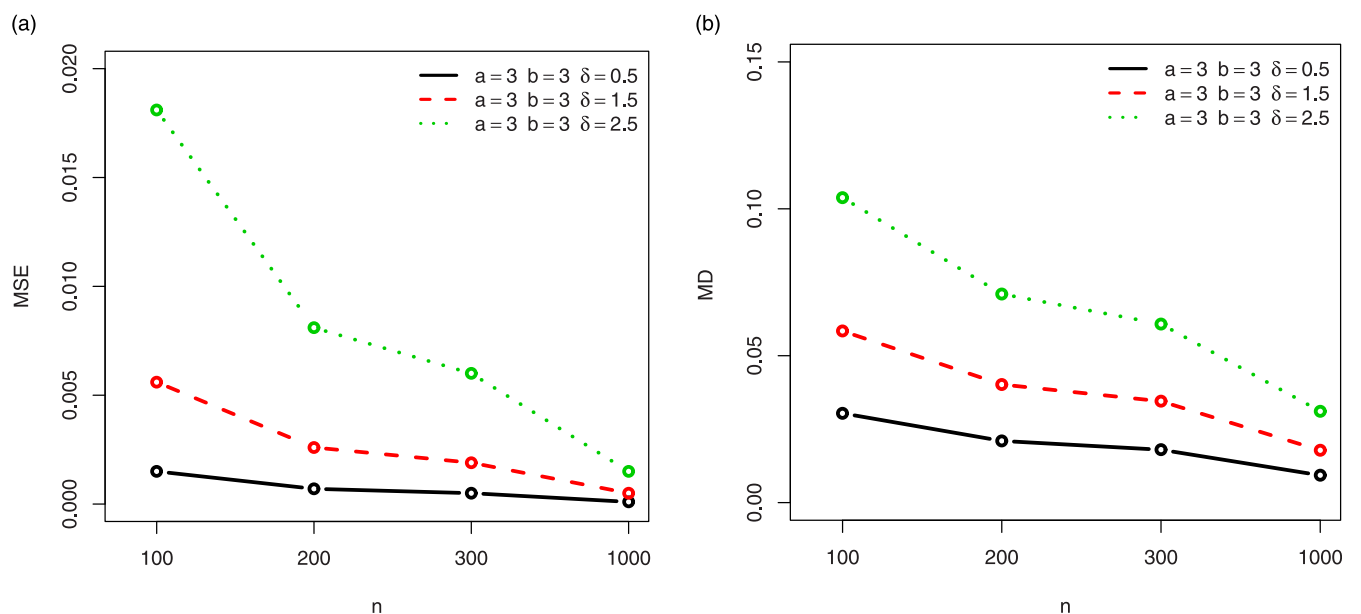 (a)
MSE
0.020
0.015
0.010
0.005
0.000
a = 3 b = 3 δ = 0.5
a = 3 b = 3 δ = 1.5
a = 3 b = 3 δ = 2.5
100 200 300 1000
n
(b)
MD
0.15
0.10
0.05
0.00
a = 3 b = 3 δ = 0.5
a = 3 b = 3 δ = 1.5
a = 3 b = 3 δ = 2.5
100 200 300 1000
n